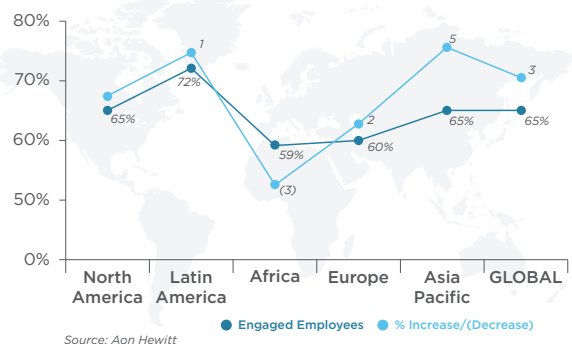 80%
70%
60%
50%
0%
1
5
3
72%
65%
2
65%
65%
59%
60%
(3)
North America
Latin America
Africa
Europe
Asia Pacific
GLOBAL
Engaged Employees
% Increase/(Decrease)
Source: Aon Hewitt